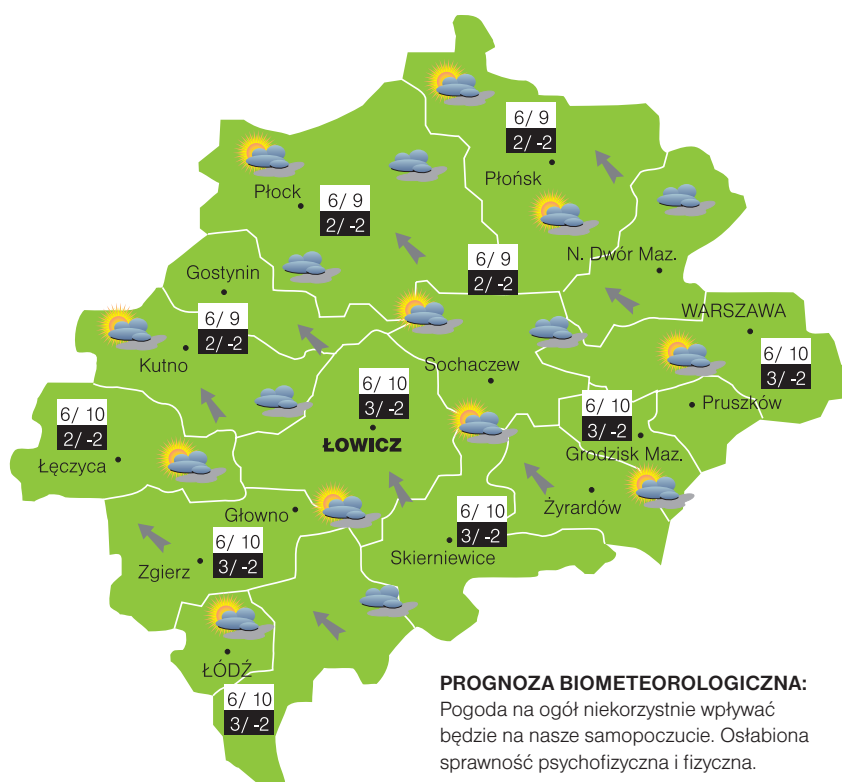 6/ 9
2/ -2
Płońsk
Płock
6/ 9
2/ -2
N. Dwór Maz.
6/ 9
2/ -2
Gostynin
WARSZAWA
6/ 9
2/ -2
Kutno
Sochaczew
6/ 10
3/ -2
6/ 10
3/ -2
Pruszków
6/ 10
3/ -2
Grodzisk Maz.
6/ 10
2/ -2
Łęczyca
ŁOWICZ
Żyrardów
Głowno
6/ 10
3/ -2
Skierniewice
6/ 10
3/ -2
Zgierz
ŁÓDŹ
6/ 10
3/ -2
PROGNOZA BIOMETEOROLOGICZNA:
Pogoda na ogół niekorzystnie wpływać
będzie na nasze samopoczucie. Osłabiona
sprawność psychofizyczna i fizyczna.